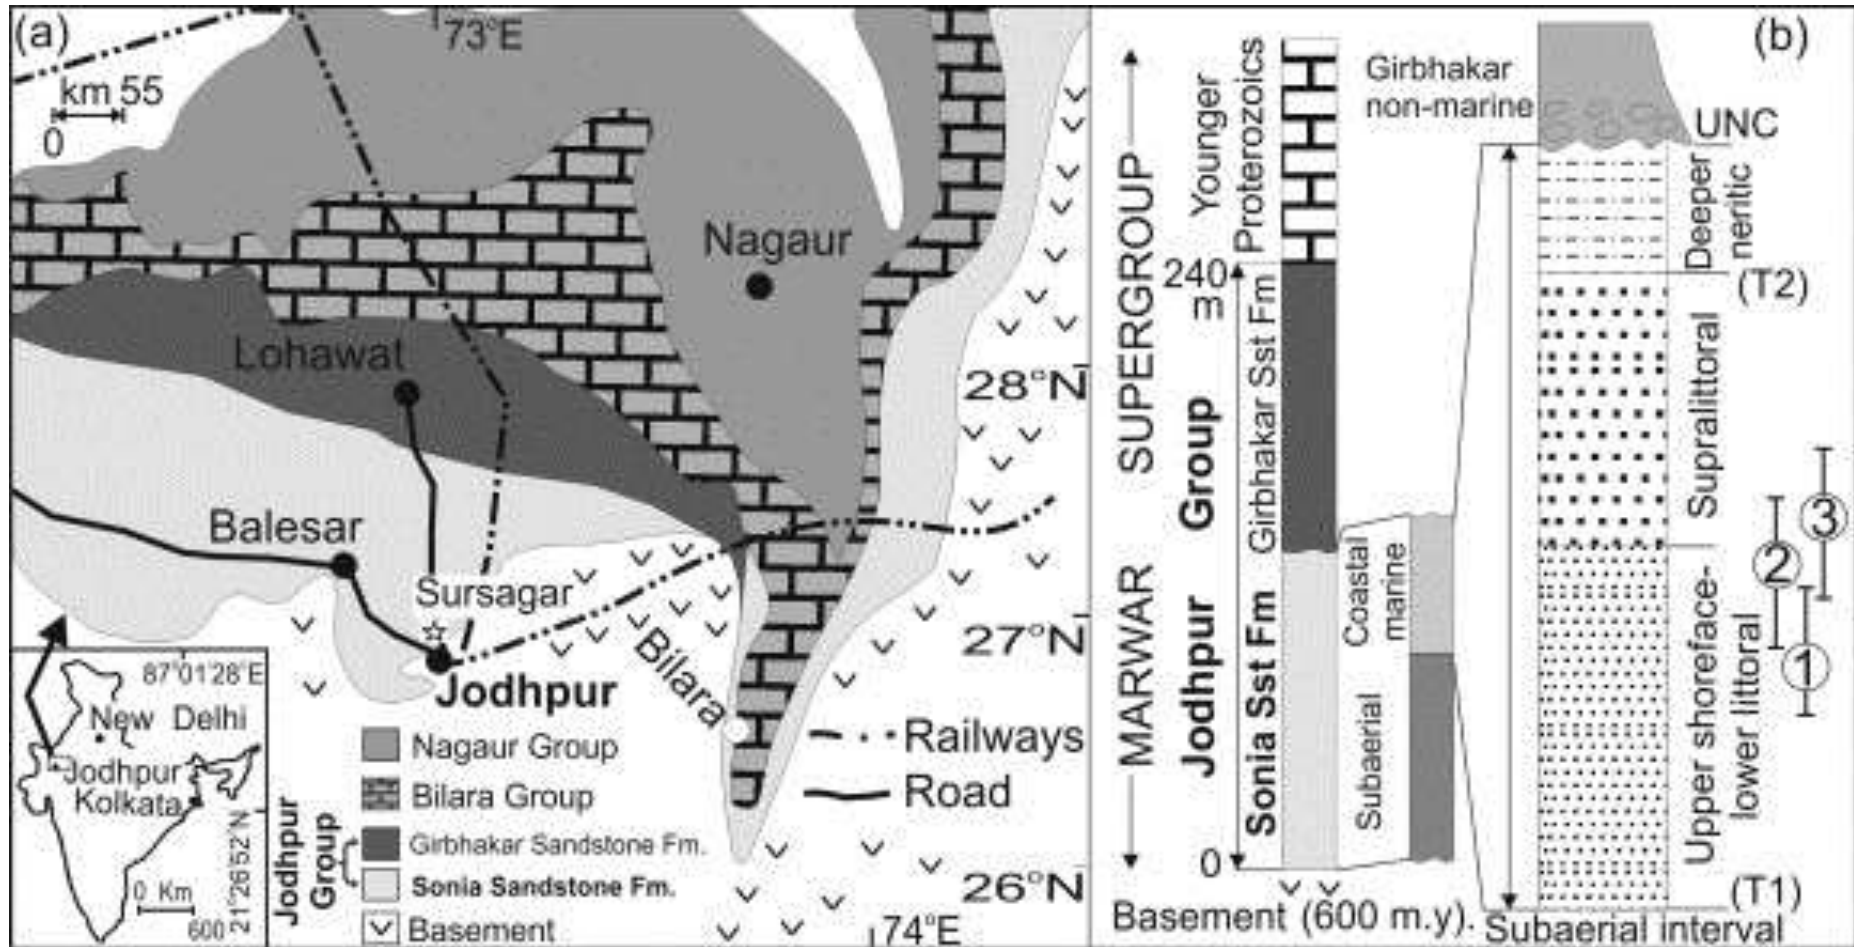 (a)
73°E
km 55
0
Nagaur
Lohawat
28°N
Balesar
Sursagar
27°N
Bilara
Jodhpur
87°01'28"E
New Delhi
Jodhpur
Kolkata
21°26'52"N
0 Km
600
Jodhpur
Group
Nagaur Group
Bilara Group
Girbhakar Sandstone Fm.
Sonia Sandstone Fm.
Basement
Railways
Road
26°N
74°E
(b)
MARWAR SUPERGROUP
Younger
Proterozoics
240
m
Jodhpur Group
Girbhakar Sst Fm
Sonia Sst Fm
0
Coastal
marine
Subaerial
Basement (600 m.y).
Girbhakar
non-marine
UNC
Deeper
neritic
(T2)
Supralittoral
Upper shoreface-
lower littoral
3
2
1
(T1)
Subaerial interval